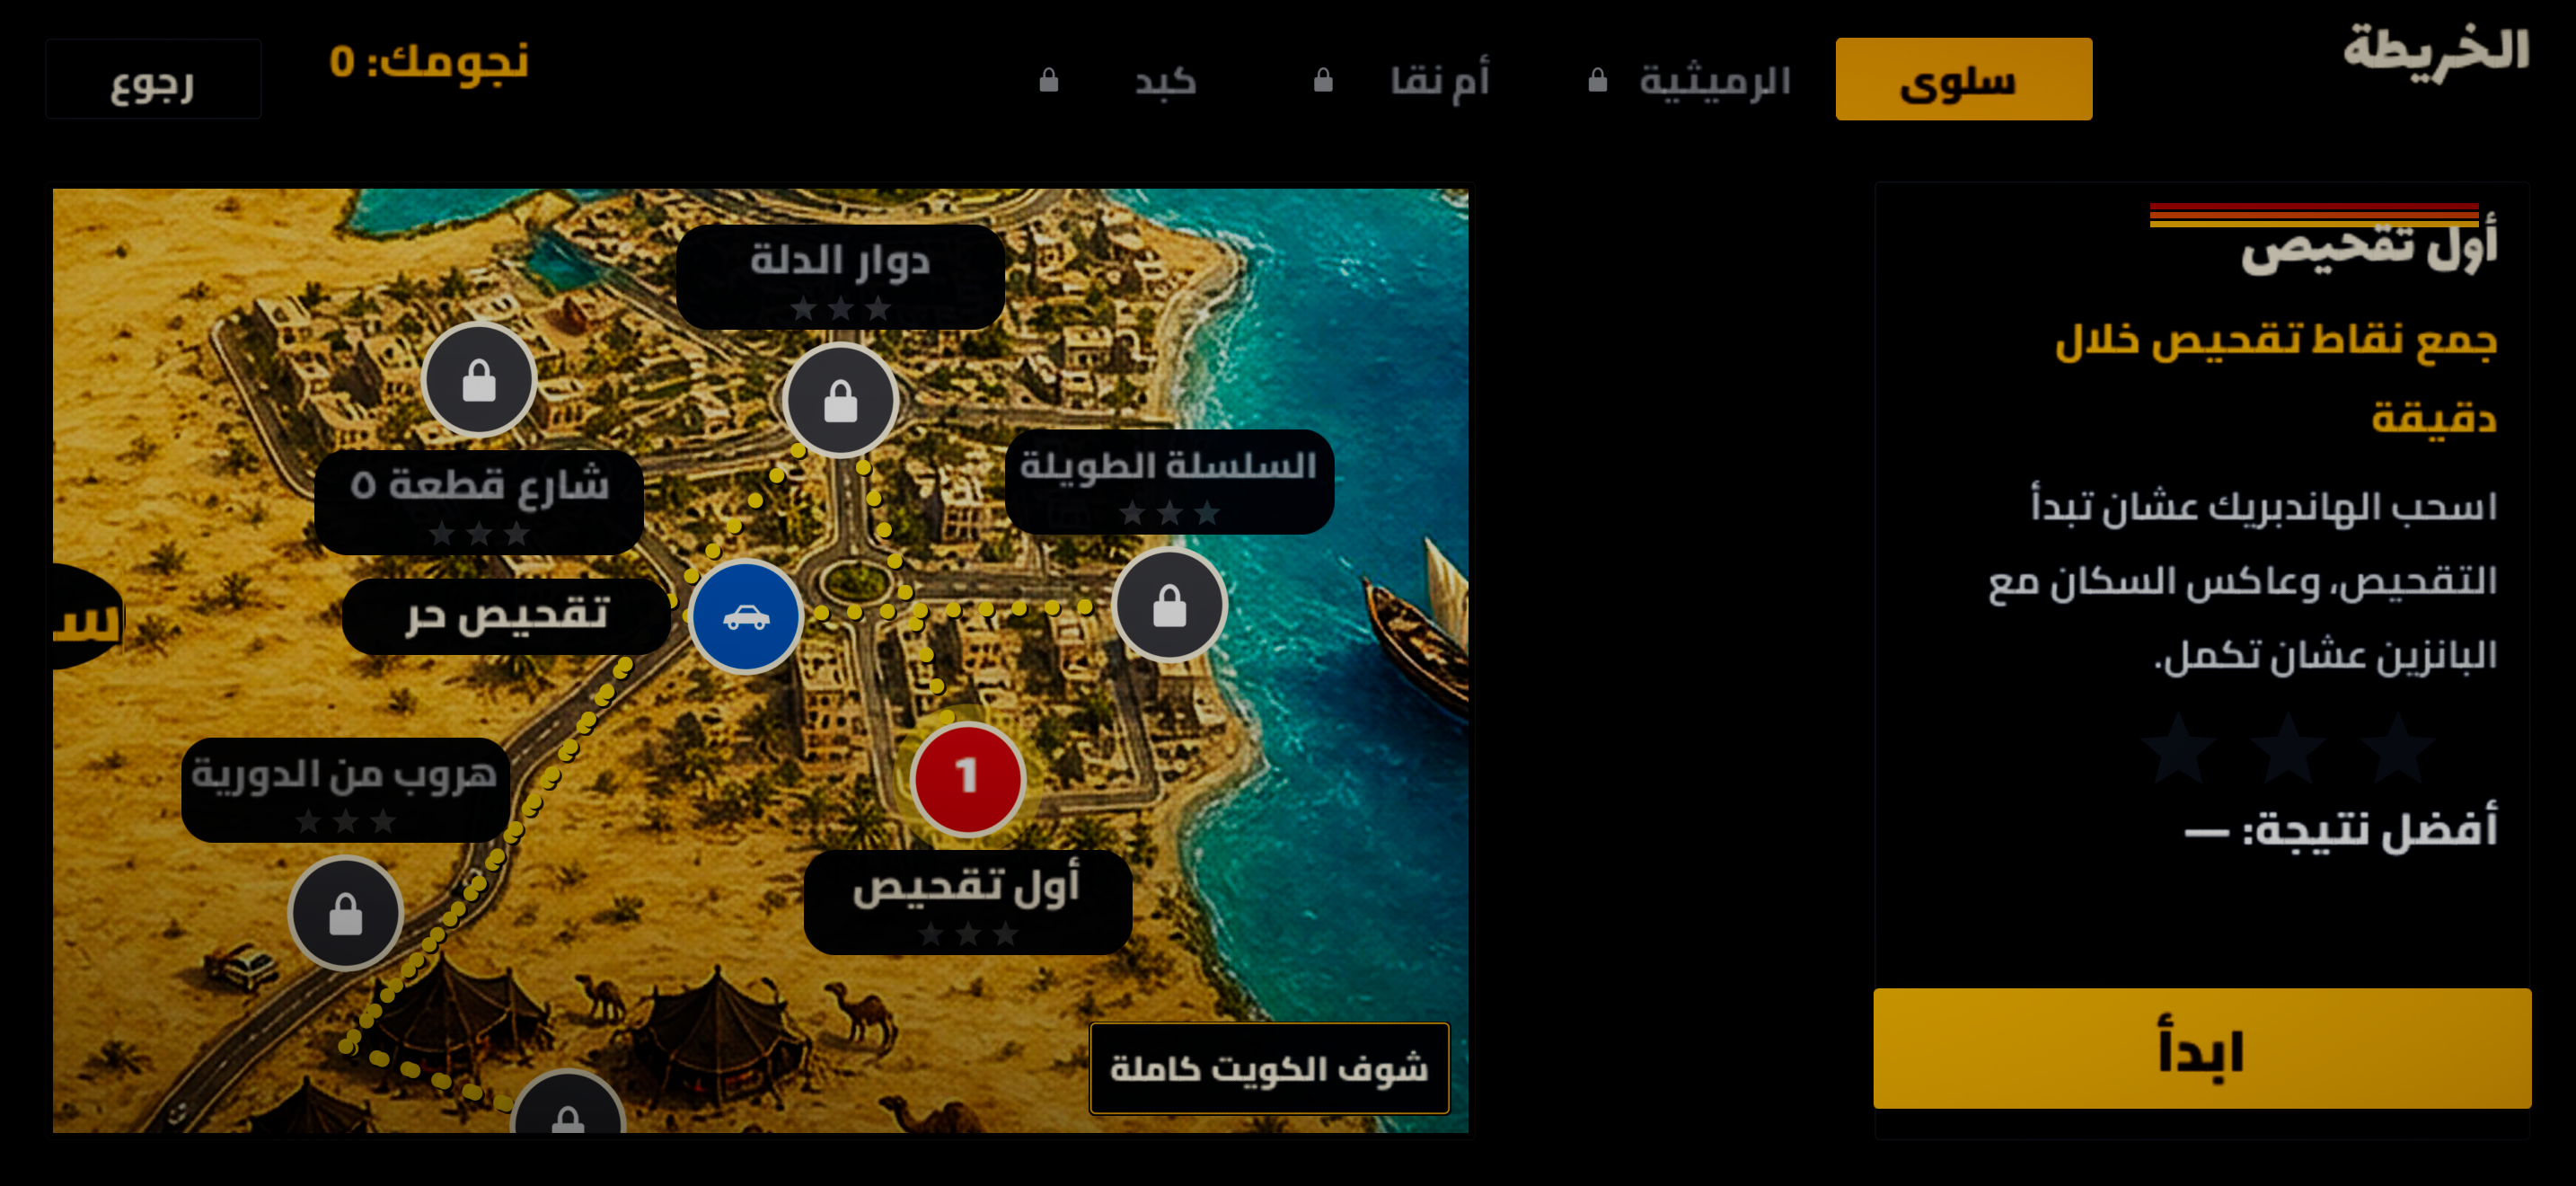 الخريطة
سلوى
الرميثية
أم نقا
كبد
نجومك: 0
رجوع
أول تقحيص
جمع نقاط تقحيص خلال
دقيقة
اسحب الهاندبريك عشان تبدأ
التقحيص، وعاكس السكان مع
البانزين عشان تكمل.
أفضل نتيجة: —
ابدأ
دوار الدلة
السلسلة الطويلة
شارع قطعة ٥
تقحيص حر
هروب من الدورية
1
أول تقحيص
شوف الكويت كاملة